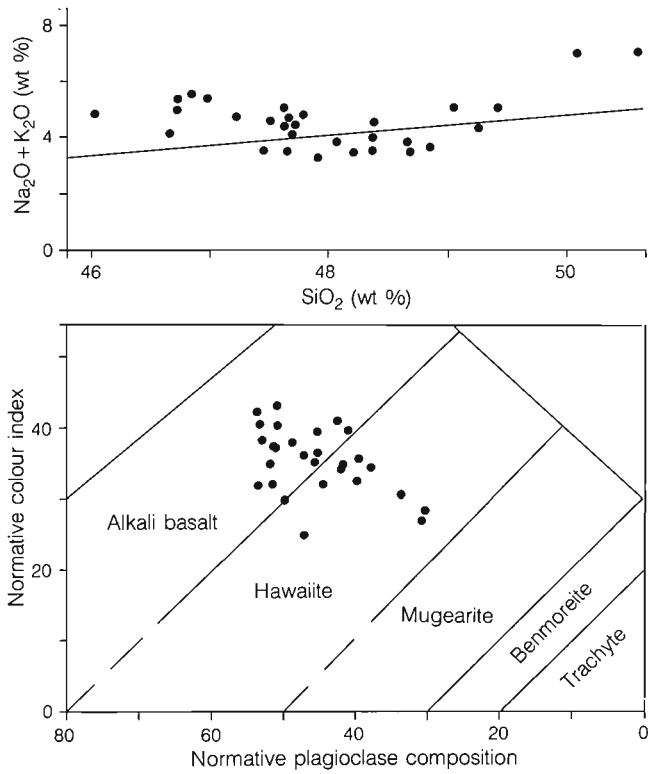 8
4
0
Na₂O + K₂O (wt %)
46 48 50
SiO₂ (wt %)
40
20
0
Normative colour index
Alkali basalt
Hawaiite
Mugearite
Benmoreite
Trachyte
80 60 40 20 0
Normative plagioclase composition